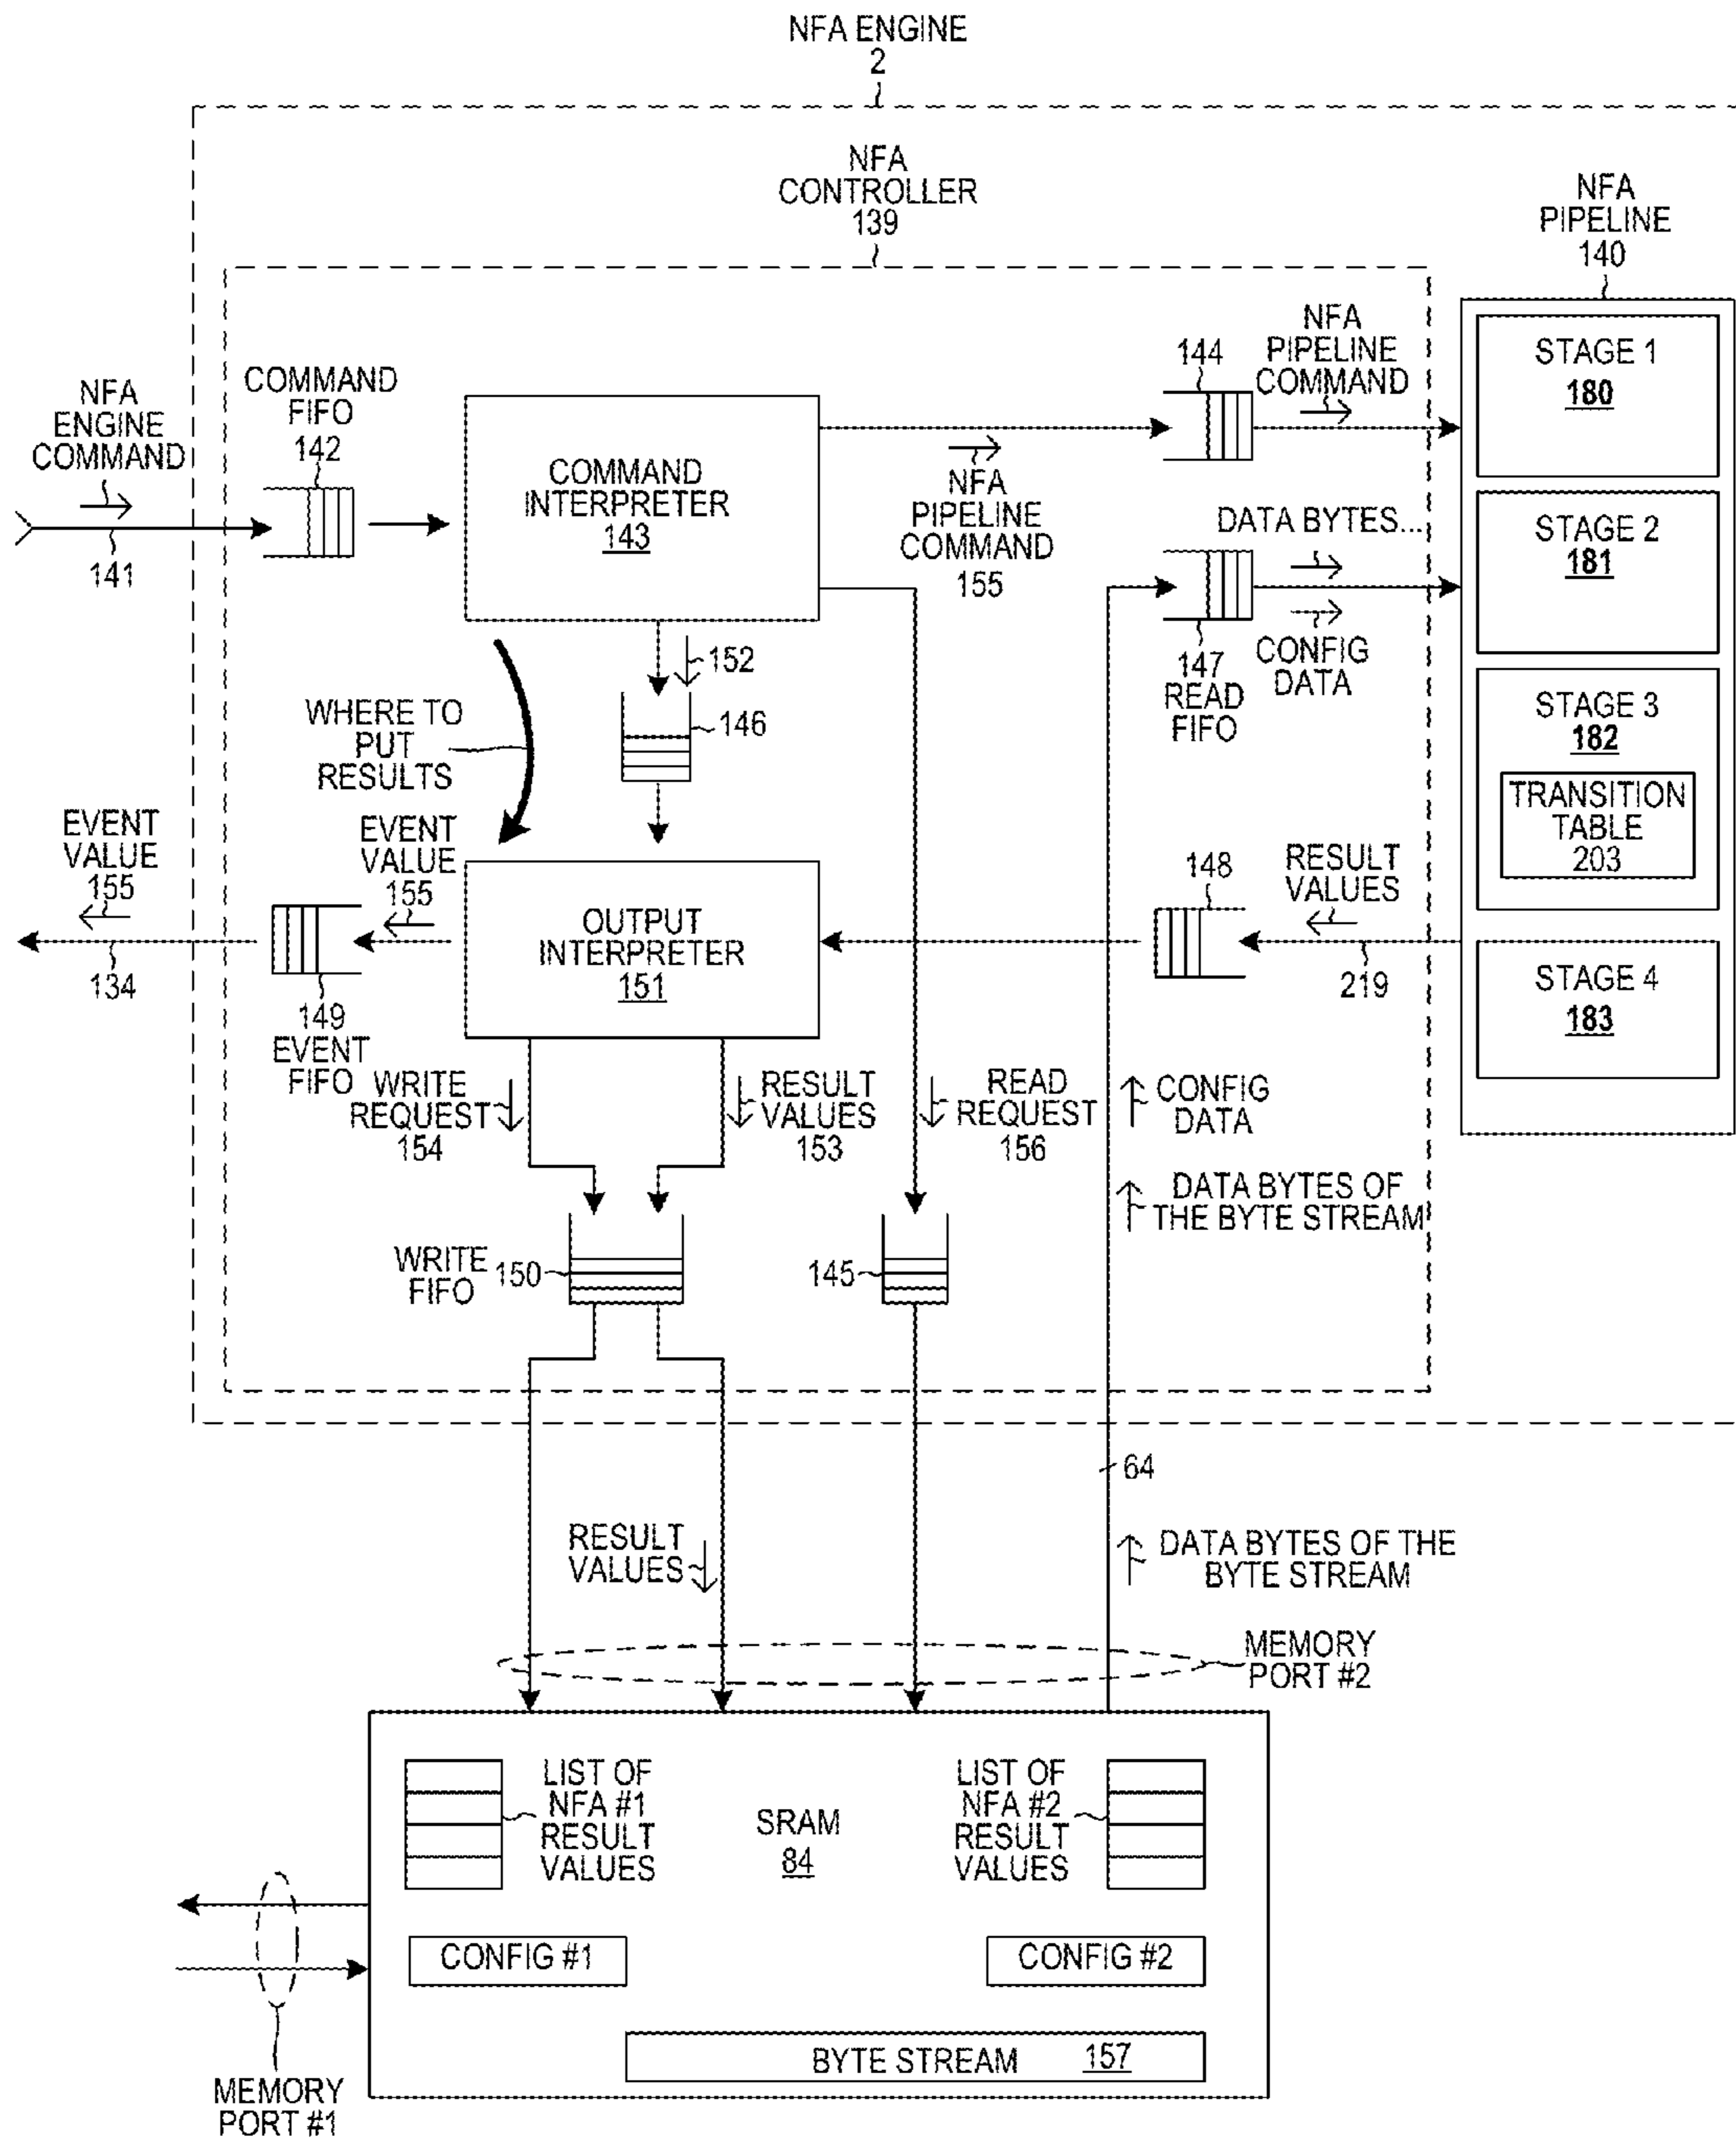 NFA ENGINE
2
NFA
CONTROLLER
139
NFA
PIPELINE
140
NFA
ENGINE
COMMAND
141
COMMAND
FIFO
142
COMMAND
INTERPRETER
143
144
NFA
PIPELINE
COMMAND
NFA
PIPELINE
COMMAND
155
DATA BYTES...
147
READ
FIFO
CONFIG
DATA
STAGE 1
180
STAGE 2
181
STAGE 3
182
TRANSITION
TABLE
203
STAGE 4
183
152
146
WHERE TO
PUT
RESULTS
EVENT
VALUE
155
134
EVENT
VALUE
155
149
EVENT
FIFO
OUTPUT
INTERPRETER
151
148
RESULT
VALUES
219
WRITE
REQUEST
154
RESULT
VALUES
153
READ
REQUEST
156
CONFIG
DATA
DATA BYTES OF
THE BYTE STREAM
WRITE
FIFO
150
145
64
RESULT
VALUES
DATA BYTES OF THE
BYTE STREAM
MEMORY
PORT #2
LIST OF
NFA #1
RESULT
VALUES
SRAM
84
LIST OF
NFA #2
RESULT
VALUES
CONFIG #1
CONFIG #2
BYTE STREAM 157
MEMORY
PORT #1